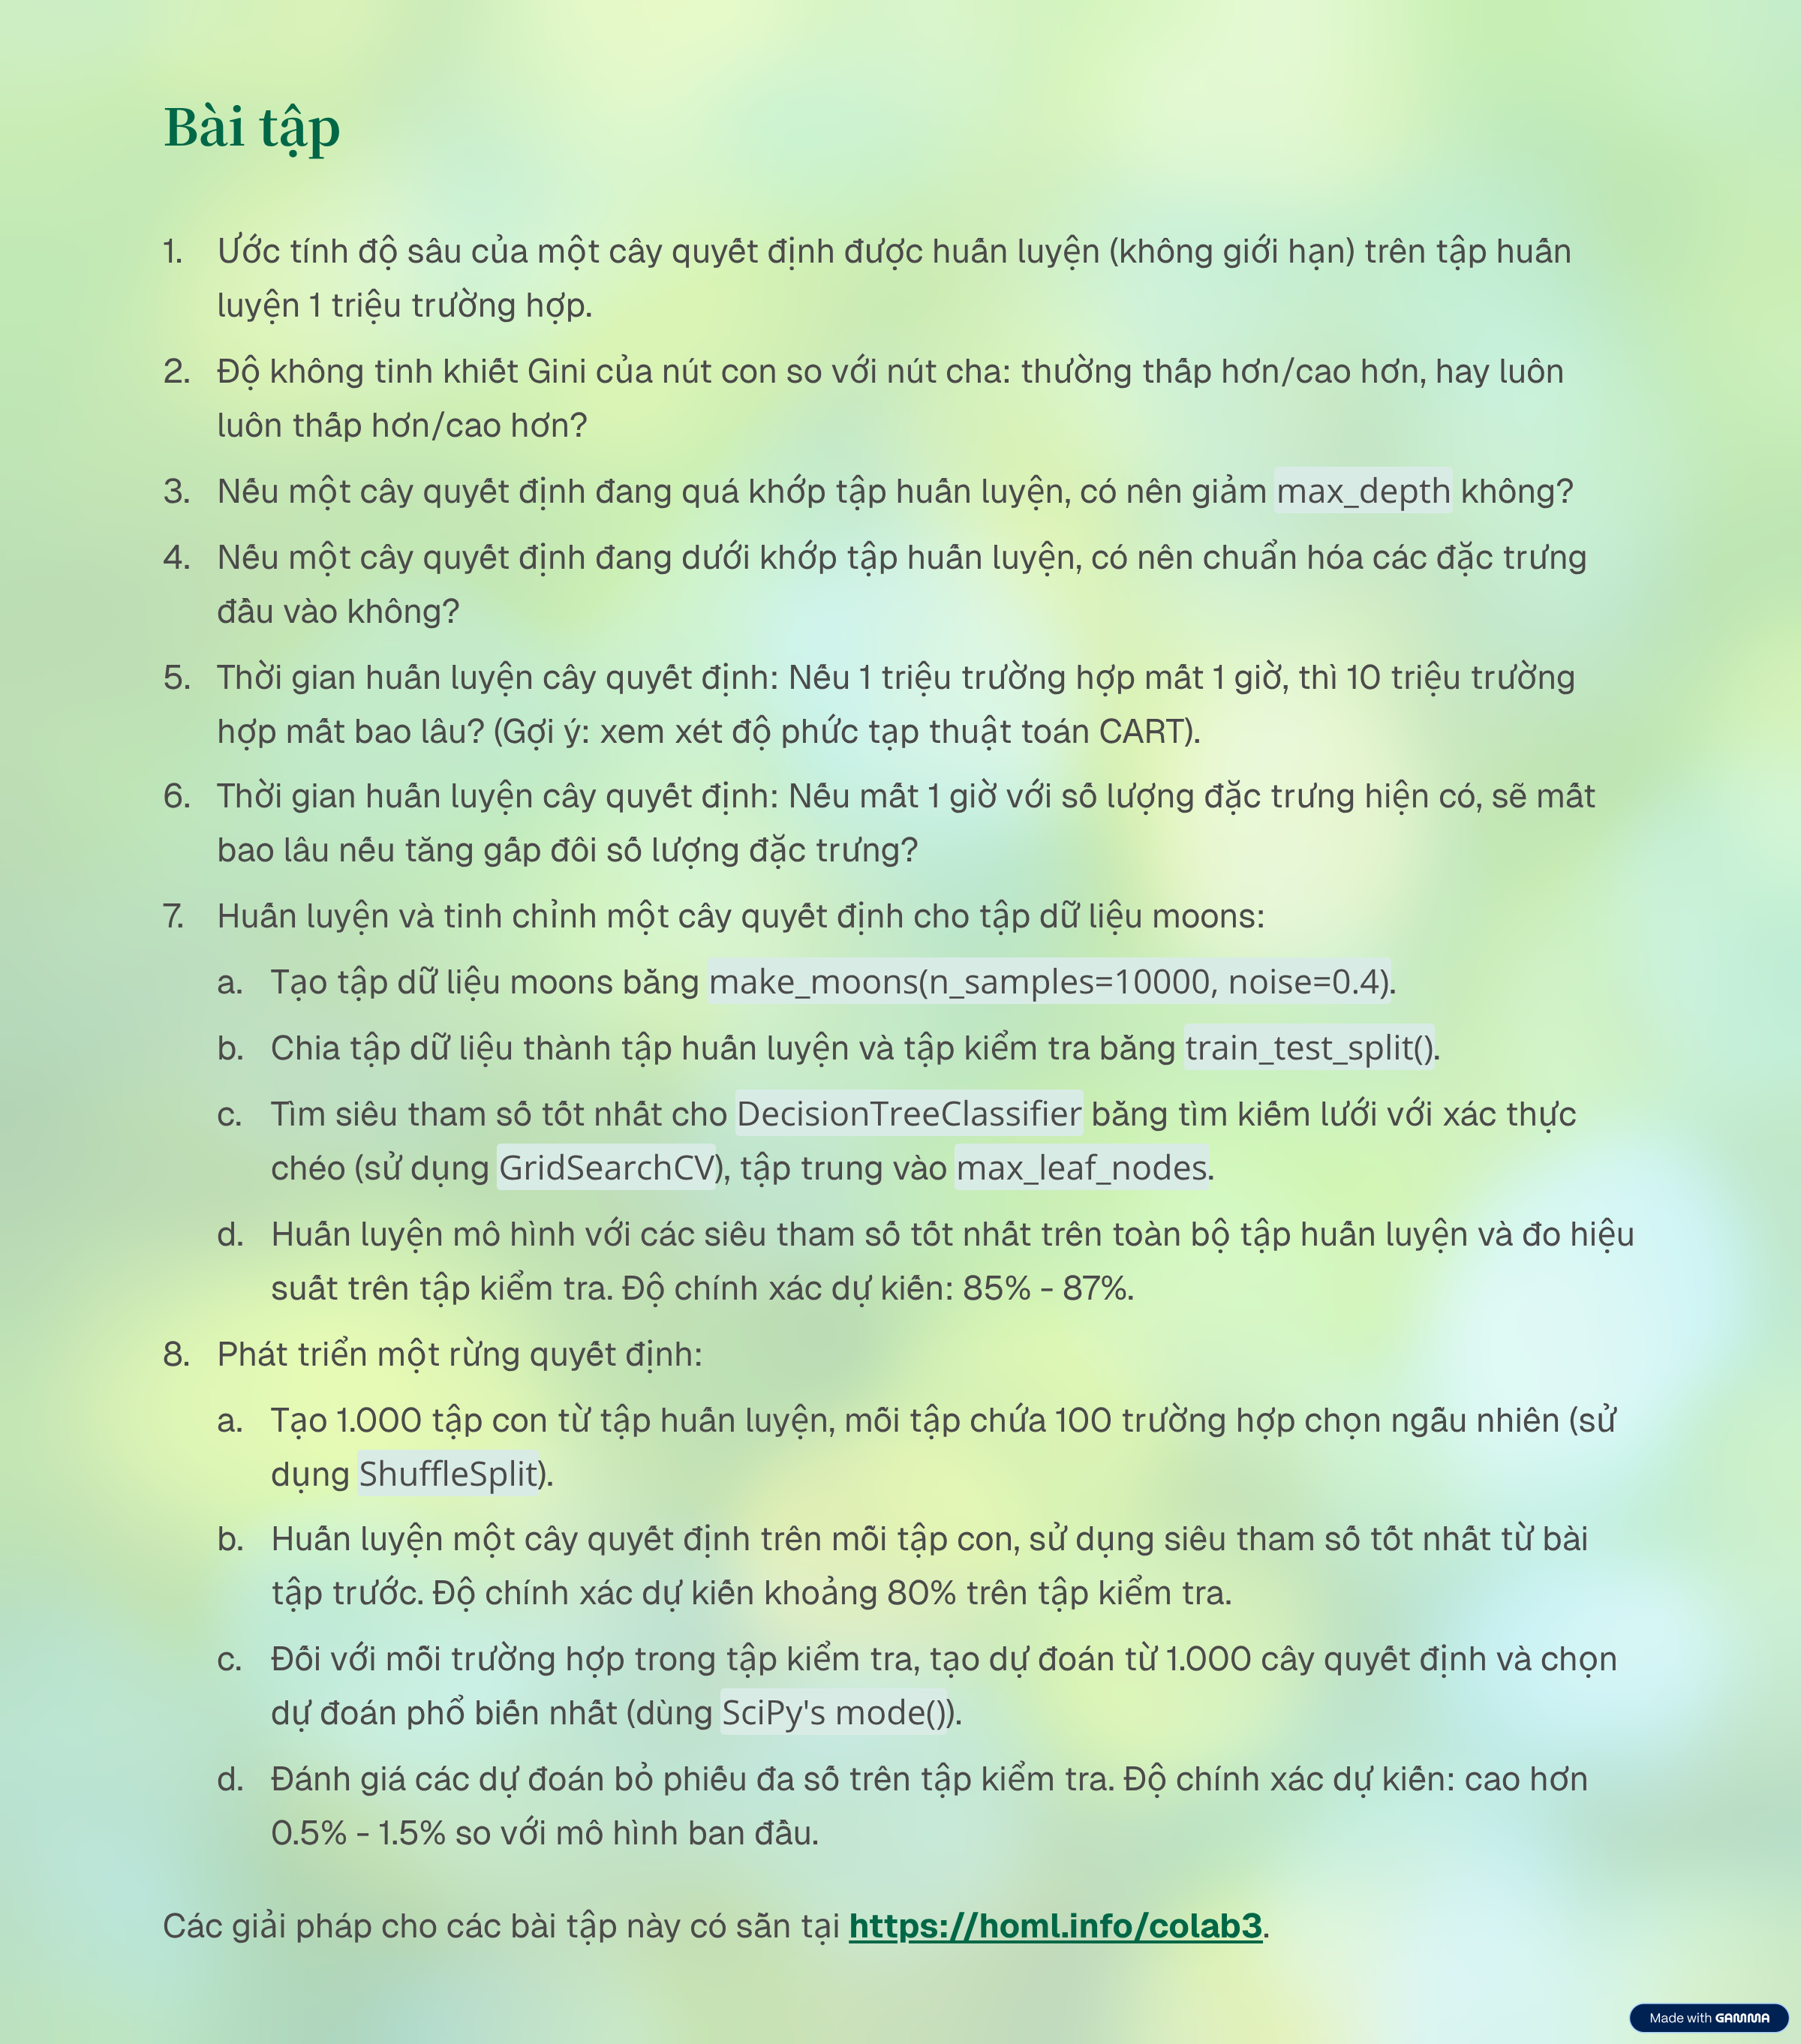 Bài tập
1. Ước tính độ sâu của một cây quyết định được huấn luyện (không giới hạn) trên tập huấn
luyện 1 triệu trường hợp.
2. Độ không tinh khiết Gini của nút con so với nút cha: thường thấp hơn/cao hơn, hay luôn
luôn thấp hơn/cao hơn?
3. Nếu một cây quyết định đang quá khớp tập huấn luyện, có nên giảm max_depth không?
4. Nếu một cây quyết định đang dưới khớp tập huấn luyện, có nên chuẩn hóa các đặc trưng
đầu vào không?
5. Thời gian huấn luyện cây quyết định: Nếu 1 triệu trường hợp mất 1 giờ, thì 10 triệu trường
hợp mất bao lâu? (Gợi ý: xem xét độ phức tạp thuật toán CART).
6. Thời gian huấn luyện cây quyết định: Nếu mất 1 giờ với số lượng đặc trưng hiện có, sẽ mất
bao lâu nếu tăng gấp đôi số lượng đặc trưng?
7. Huấn luyện và tinh chỉnh một cây quyết định cho tập dữ liệu moons:
a. Tạo tập dữ liệu moons bằng make_moons(n_samples=10000, noise=0.4).
b. Chia tập dữ liệu thành tập huấn luyện và tập kiểm tra bằng train_test_split().
c. Tìm siêu tham số tốt nhất cho DecisionTreeClassifier bằng tìm kiếm lưới với xác thực
chéo (sử dụng GridSearchCV), tập trung vào max_leaf_nodes.
d. Huấn luyện mô hình với các siêu tham số tốt nhất trên toàn bộ tập huấn luyện và đo hiệu
suất trên tập kiểm tra. Độ chính xác dự kiến: 85% - 87%.
8. Phát triển một rừng quyết định:
a. Tạo 1.000 tập con từ tập huấn luyện, mỗi tập chứa 100 trường hợp chọn ngẫu nhiên (sử
dụng ShuffleSplit).
b. Huấn luyện một cây quyết định trên mỗi tập con, sử dụng siêu tham số tốt nhất từ bài
tập trước. Độ chính xác dự kiến khoảng 80% trên tập kiểm tra.
c. Đối với mỗi trường hợp trong tập kiểm tra, tạo dự đoán từ 1.000 cây quyết định và chọn
dự đoán phổ biến nhất (dùng SciPy's mode()).
d. Đánh giá các dự đoán bỏ phiếu đa số trên tập kiểm tra. Độ chính xác dự kiến: cao hơn
0.5% - 1.5% so với mô hình ban đầu.
Các giải pháp cho các bài tập này có sẵn tại https://homl.info/colab3.
Made with GAMMA